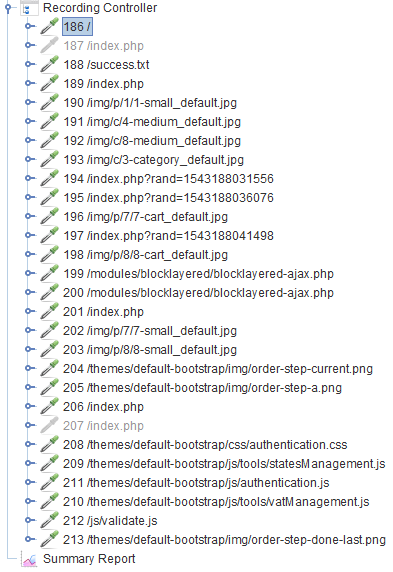 Recording Controller
186 /
187 /index.php
188 /success.txt
189 /index.php
190 /img/p/1/1-small_default.jpg
191 /img/c/4-medium_default.jpg
192 /img/c/8-medium_default.jpg
193 /img/c/3-category_default.jpg
194 /index.php?rand=1543188031556
195 /index.php?rand=1543188036076
196 /img/p/7/7-cart_default.jpg
197 /index.php?rand=1543188041498
198 /img/p/8/8-cart_default.jpg
199 /modules/blocklayered/blocklayered-ajax.php
200 /modules/blocklayered/blocklayered-ajax.php
201 /index.php
202 /img/p/7/7-small_default.jpg
203 /img/p/8/8-small_default.jpg
204 /themes/default-bootstrap/img/order-step-current.png
205 /themes/default-bootstrap/img/order-step-a.png
206 /index.php
207 /index.php
208 /themes/default-bootstrap/css/authentication.css
209 /themes/default-bootstrap/js/tools/statesManagement.js
211 /themes/default-bootstrap/js/authentication.js
210 /themes/default-bootstrap/js/tools/vatManagement.js
212 /js/validate.js
213 /themes/default-bootstrap/img/order-step-done-last.png
Summary Report